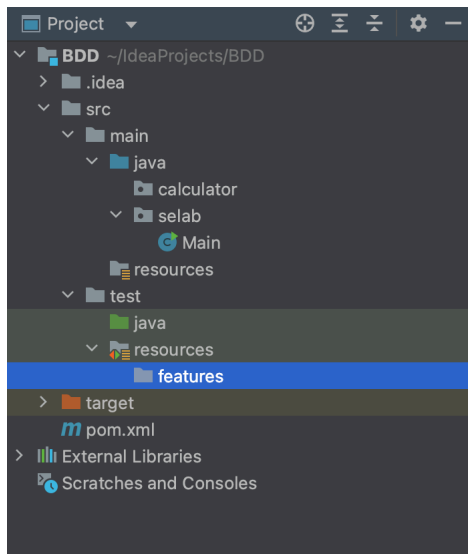 Project
BDD ~/IdeaProjects/BDD
.idea
src
main
java
calculator
selab
Main
resources
test
java
resources
features
target
pom.xml
External Libraries
Scratches and Consoles